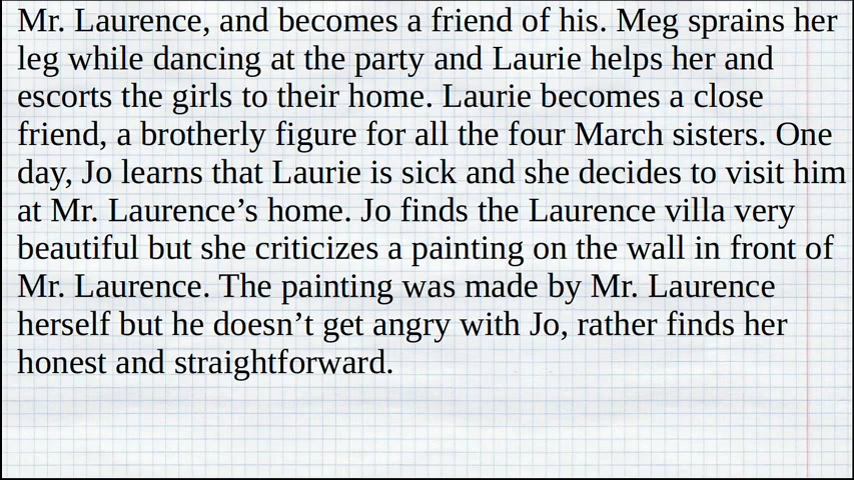 Mr. Laurence, and becomes a friend of his. Meg sprains her
leg while dancing at the party and Laurie helps her and
escorts the girls to their home. Laurie becomes a close
friend, a brotherly figure for all the four March sisters. One
day, Jo learns that Laurie is sick and she decides to visit him
at Mr. Laurence’s home. Jo finds the Laurence villa very
beautiful but she criticizes a painting on the wall in front of
Mr. Laurence. The painting was made by Mr. Laurence
herself but he doesn’t get angry with Jo, rather finds her
honest and straightforward.